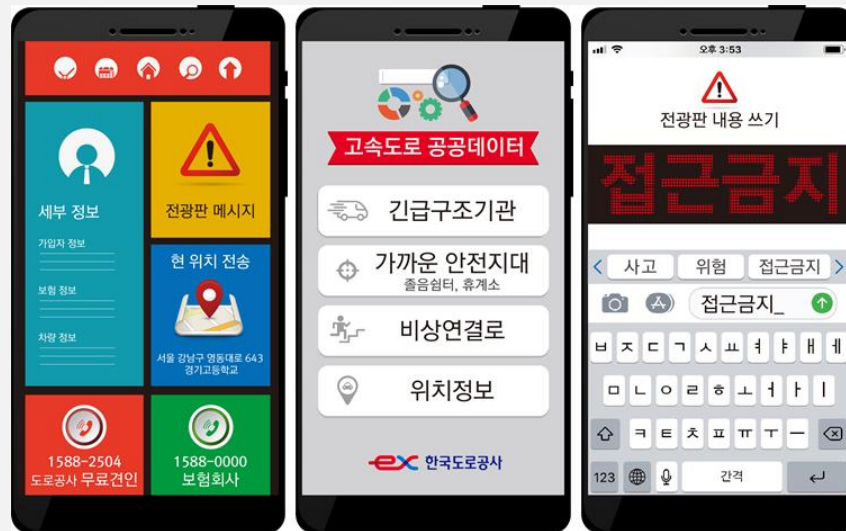 세부 정보
가입자 정보
보험 정보
차량 정보
전광판 메시지
현 위치 전송
서울 강남구 영동대로 643
경기고등학교
1588-2504
도로공사 무료견인
1588-0000
보험회사
고속도로 공공데이터
긴급구조기관
가까운 안전지대
졸음쉼터, 휴게소
비상연결로
위치정보
ex 한국도로공사
오후 3:53
전광판 내용 쓰기
접근금지
사고 위험 접근금지
접근금지_
ㅂ ㅈ ㄷ ㄱ ㅅ ㅛ ㅕ ㅑ ㅐ ㅔ
ㅁ ㄴ ㅇ ㄹ ㅎ ㅗ ㅓ ㅏ ㅣ
ㅋ ㅌ ㅊ ㅍ ㅠ ㅜ ㅡ
123 간격